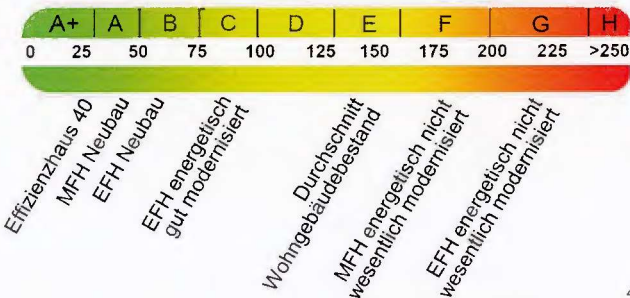 A+ A B C D E F G H
0 25 50 75 100 125 150 175 200 225 >250
Effizienzhaus 40
MFH Neubau
EFH Neubau
EFH energetisch
gut modernisiert
Durchschnitt
Wohngebäudebestand
MFH energetisch nicht
wesentlich modernisiert
EFH energetisch nicht
wesentlich modernisiert